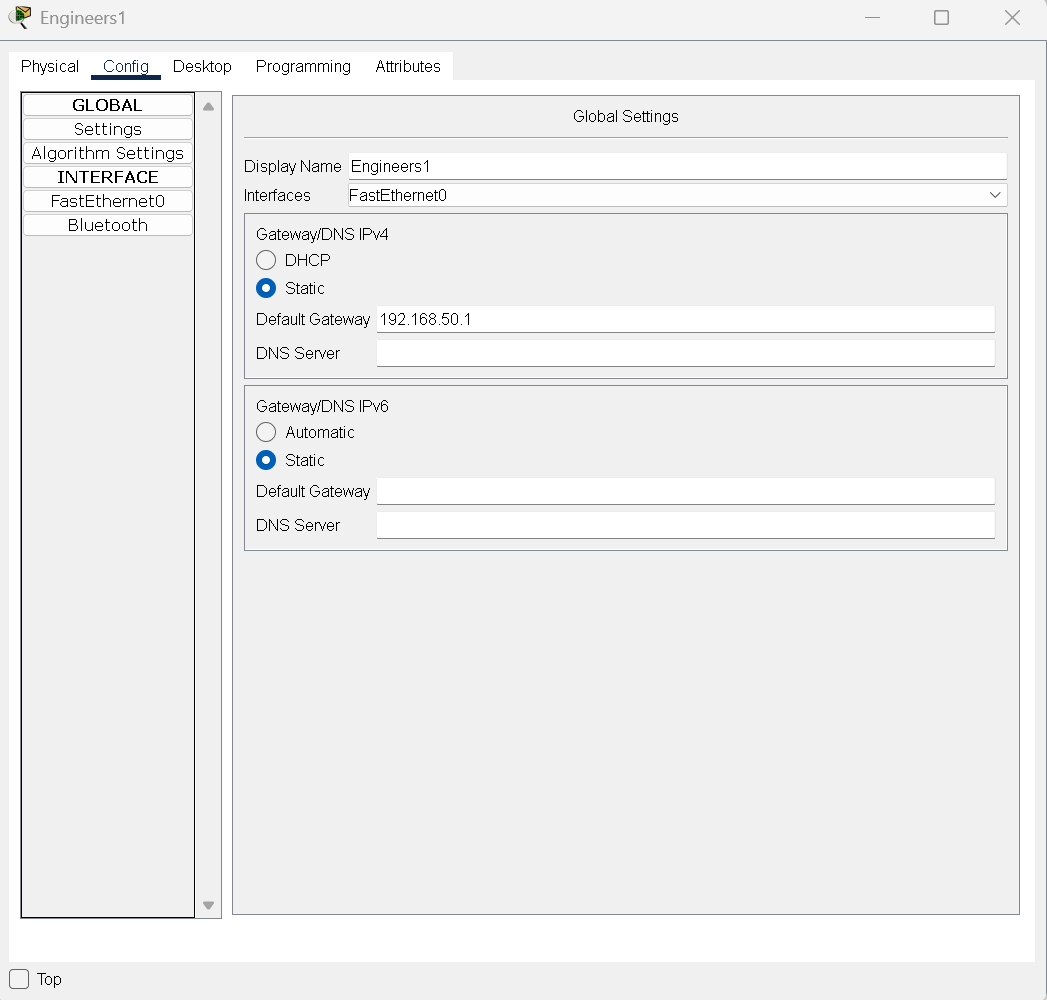 Engineers1
Physical Config Desktop Programming Attributes
GLOBAL
Settings
Algorithm Settings
INTERFACE
FastEthernet0
Bluetooth
Global Settings
Display Name Engineers1
Interfaces FastEthernet0
Gateway/DNS IPv4
DHCP
Static
Default Gateway 192.168.50.1
DNS Server
Gateway/DNS IPv6
Automatic
Static
Default Gateway
DNS Server
Top